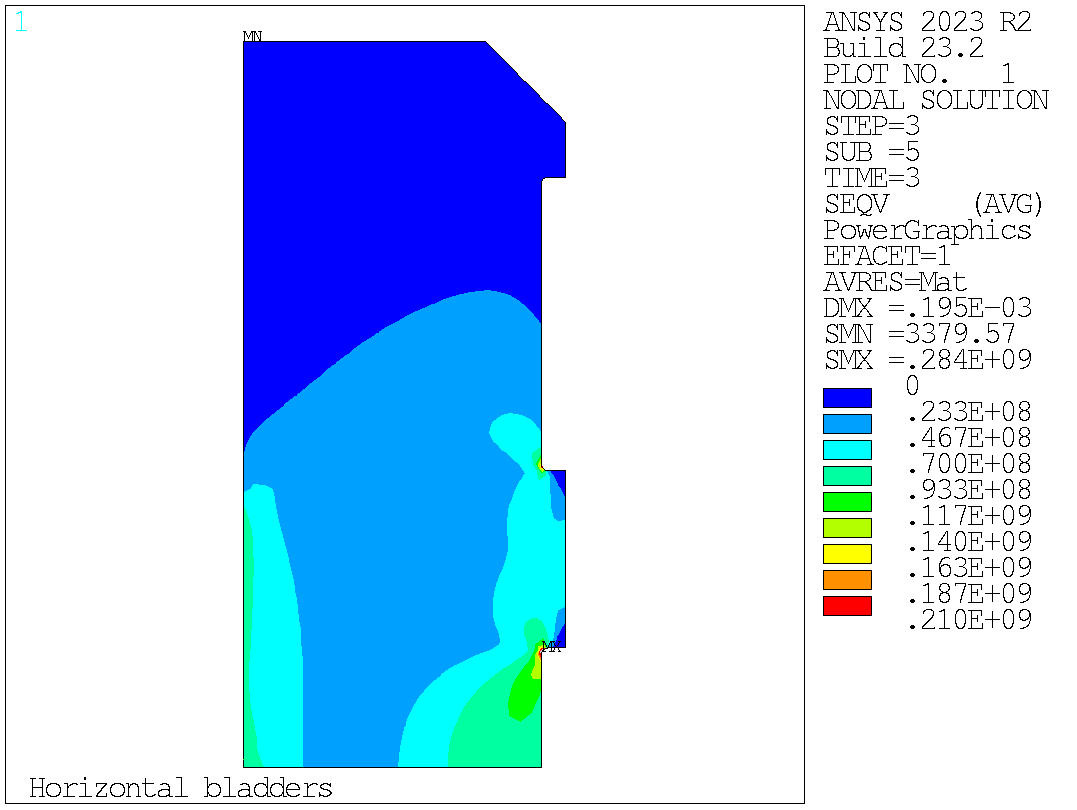 1
MN
ANSYS 2023 R2
Build 23.2
PLOT NO.   1
NODAL SOLUTION
STEP=3
SUB =5
TIME=3
SEQV     (AVG)
PowerGraphics
EFACET=1
AVRES=Mat
DMX =.195E-03
SMN =3379.57
SMX =.284E+09
0
.233E+08
.467E+08
.700E+08
.933E+08
.117E+09
.140E+09
.163E+09
.187E+09
.210E+09
MX
Horizontal bladders